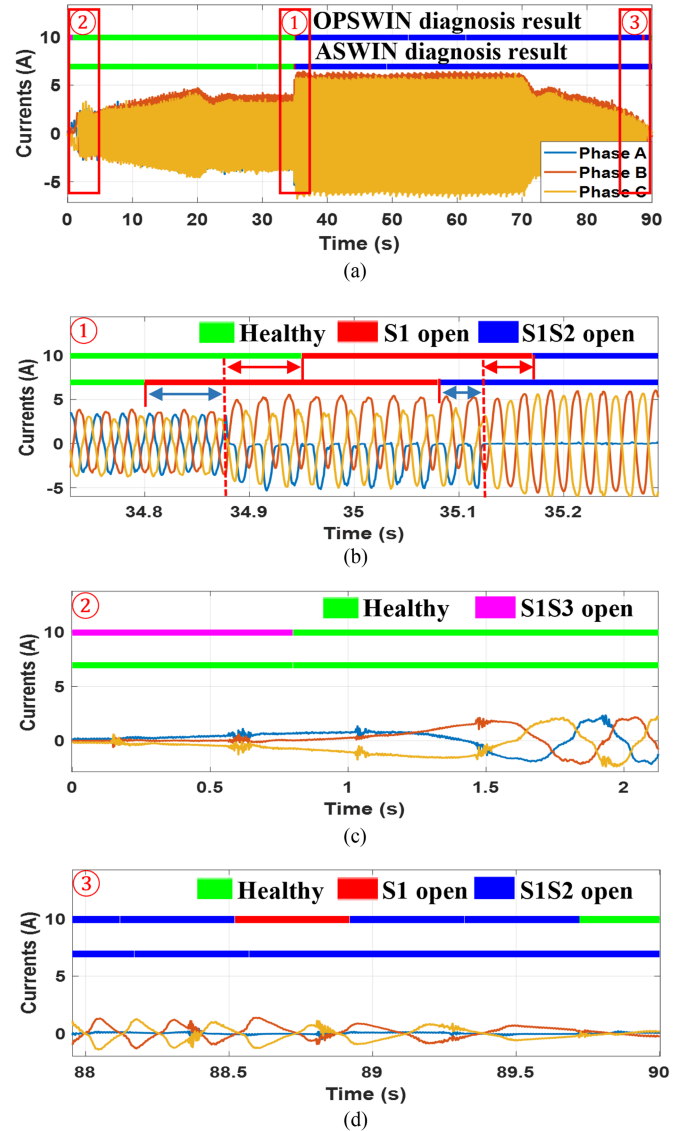 ②
①
③
OPSWIN diagnosis result
ASWIN diagnosis result
Currents (A)
10
5
0
-5
Phase A
Phase B
Phase C
0 10 20 30 40 50 60 70 80 90
Time (s)
(a)
①
Healthy S1 open S1S2 open
Currents (A)
10
5
0
-5
34.8 34.9 35 35.1 35.2
Time (s)
(b)
②
Healthy S1S3 open
Currents (A)
10
5
0
0 0.5 1 1.5 2
Time (s)
(c)
③
Healthy S1 open S1S2 open
Currents (A)
10
5
0
88 88.5 89 89.5 90
Time (s)
(d)